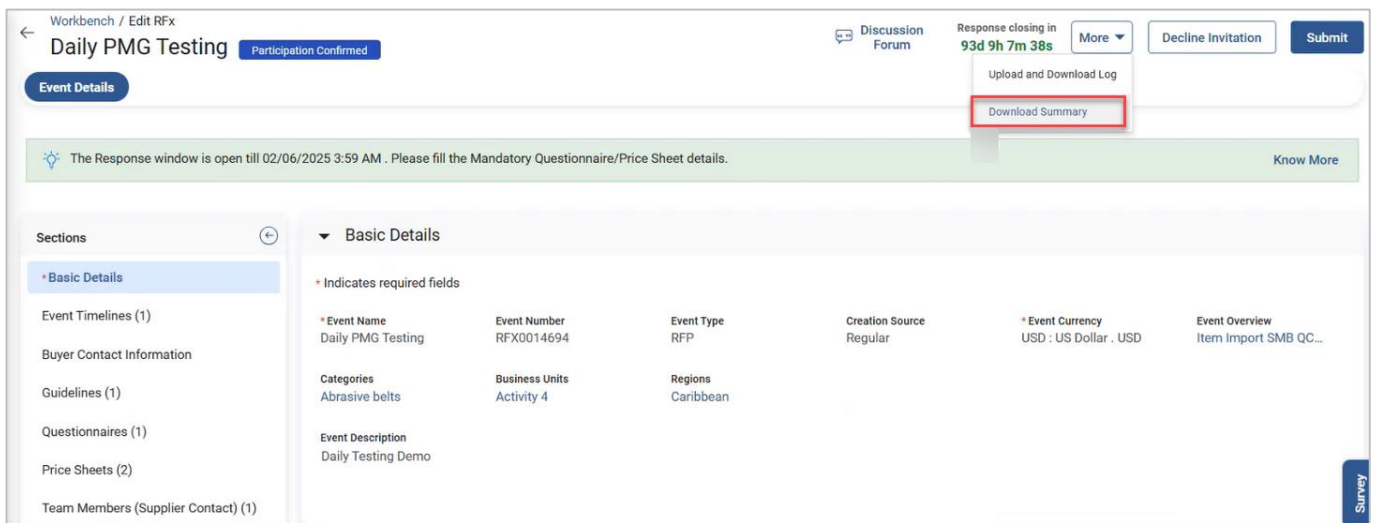 Workbench / Edit RFx
Daily PMG Testing Participation Confirmed
Discussion Forum
Response closing in
93d 9h 7m 38s
More
Decline Invitation
Submit
Event Details
Upload and Download Log
Download Summary
The Response window is open till 02/06/2025 3:59 AM . Please fill the Mandatory Questionnaire/Price Sheet details.
Know More
Sections
* Basic Details
Event Timelines (1)
Buyer Contact Information
Guidelines (1)
Questionnaires (1)
Price Sheets (2)
Team Members (Supplier Contact) (1)
Basic Details
* Indicates required fields
* Event Name
Daily PMG Testing
Event Number
RFX0014694
Event Type
RFP
Creation Source
Regular
* Event Currency
USD : US Dollar . USD
Event Overview
Item Import SMB QC...
Categories
Abrasive belts
Business Units
Activity 4
Regions
Caribbean
Event Description
Daily Testing Demo
Survey